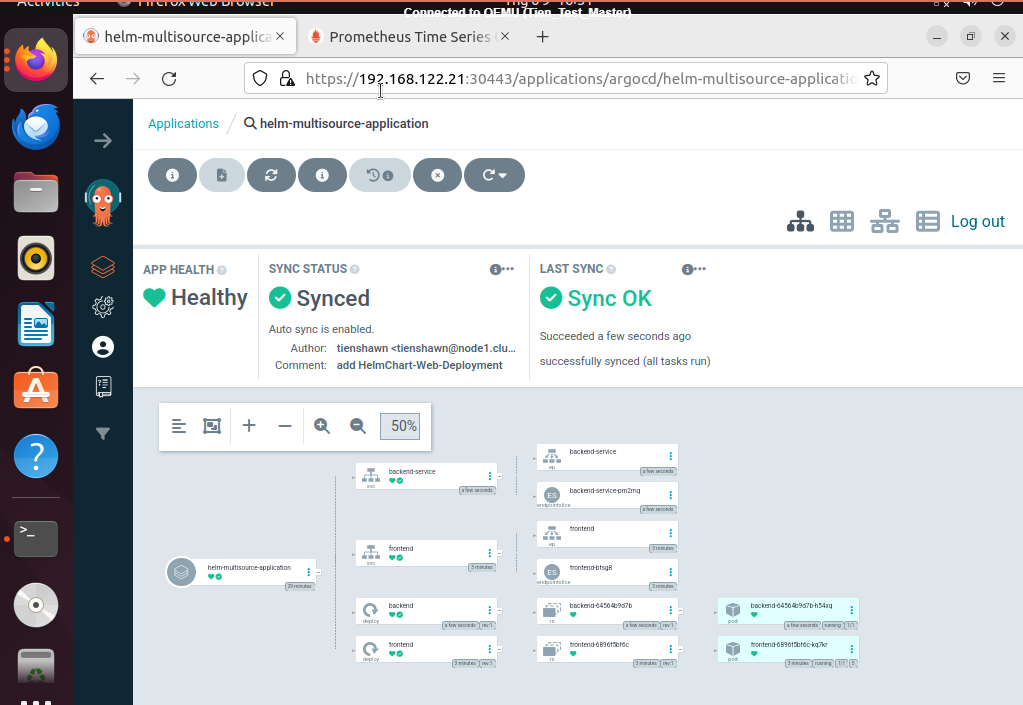 Activities
Firefox Web Browser
Connected to QEMU (Tien_Test_Master)
helm-multisource-applica
Prometheus Time Series
https://192.168.122.21:30443/applications/argocd/helm-multisource-applicatio
Applications / helm-multisource-application
Log out
APP HEALTH
Healthy
SYNC STATUS
Synced
Auto sync is enabled.
Author: tienshawn <tienshawn@node1.clu...
Comment: add HelmChart-Web-Deployment
LAST SYNC
Sync OK
Succeeded a few seconds ago
successfully synced (all tasks run)
50%
backend-service
ep
a few seconds
backend-service
svc
a few seconds
ES
backend-service-pm2mq
endpointslice
a few seconds
frontend
ep
3 minutes
frontend
svc
3 minutes
helm-multisource-application
39 minutes
ES
frontend-bfsg8
endpointslice
3 minutes
backend
deploy
a few seconds
rev:1
backend-64564b9d7b
rs
a few seconds
rev:1
backend-64564b9d7b-h54xq
pod
a few seconds
running
1/1
frontend
deploy
3 minutes
rev:1
frontend-6896f5bf6c
rs
3 minutes
rev:1
frontend-6896f5bf6c-kq7kr
pod
3 minutes
running
1/1